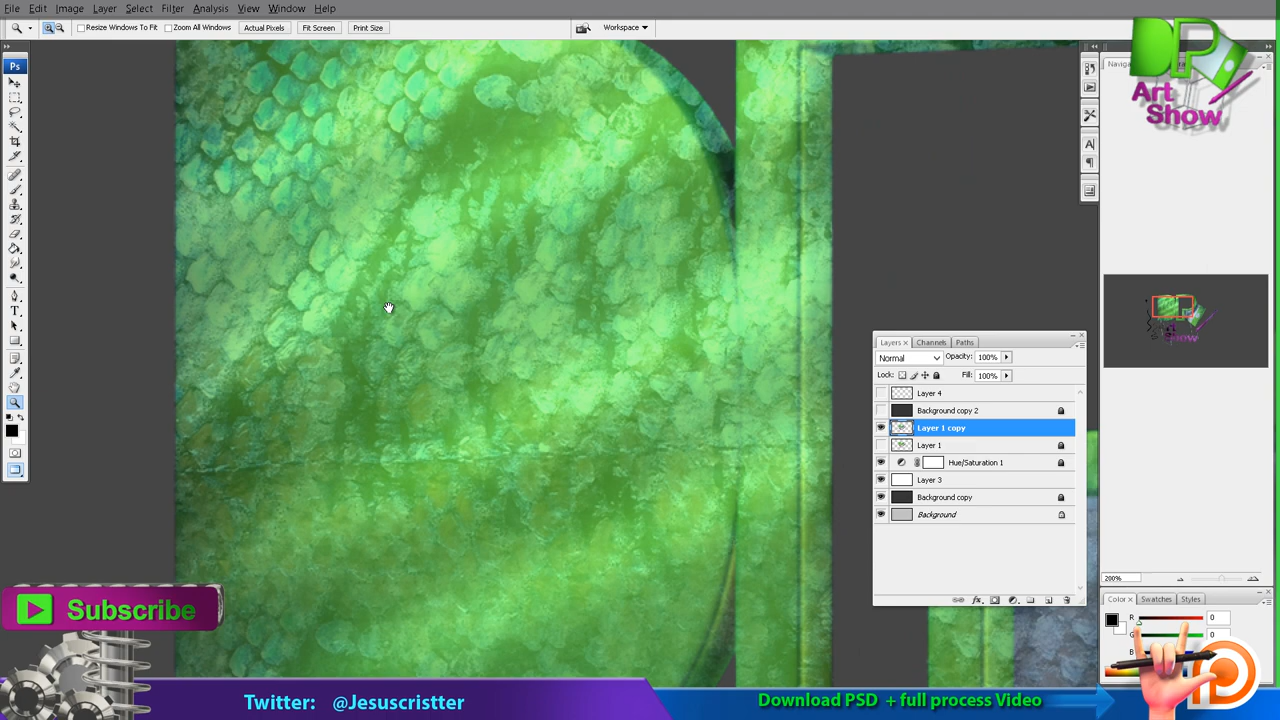 File Edit Image Layer Select Filter Analysis View Window Help
Resize Windows To Fit Zoom All Windows Actual Pixels Fit Screen Print Size Workspace
Ps
DP
Art
Show
Layers x Channels Paths
Normal Opacity: 100%
Lock: Fill: 100%
Layer 4
Background copy 2
Layer 1 copy
Layer 1
Hue/Saturation 1
Layer 3
Background copy
Background
200%
Color x Swatches Styles
R 0
G 0
B
Subscribe
Twitter: @Jesuscristter
Download PSD + full process Video